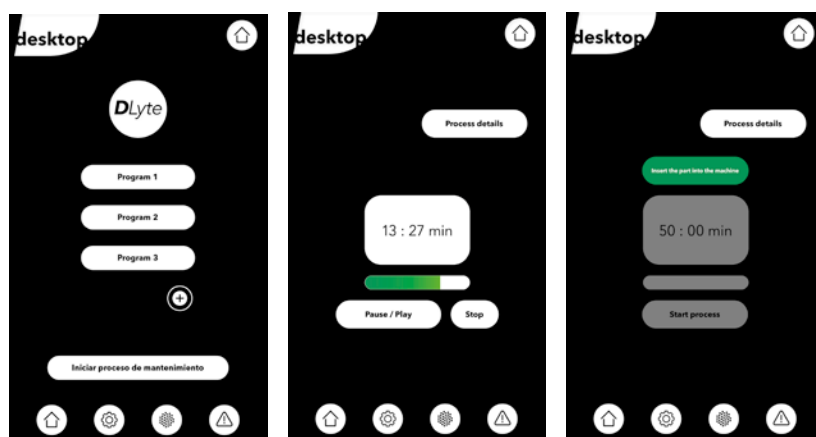 desktop
DLyte
Program 1
Program 2
Program 3
Iniciar proceso de mantenimiento
desktop
Process details
13 : 27 min
Pause / Play
Stop
desktop
Process details
Insert the part into the machine
50 : 00 min
Start process